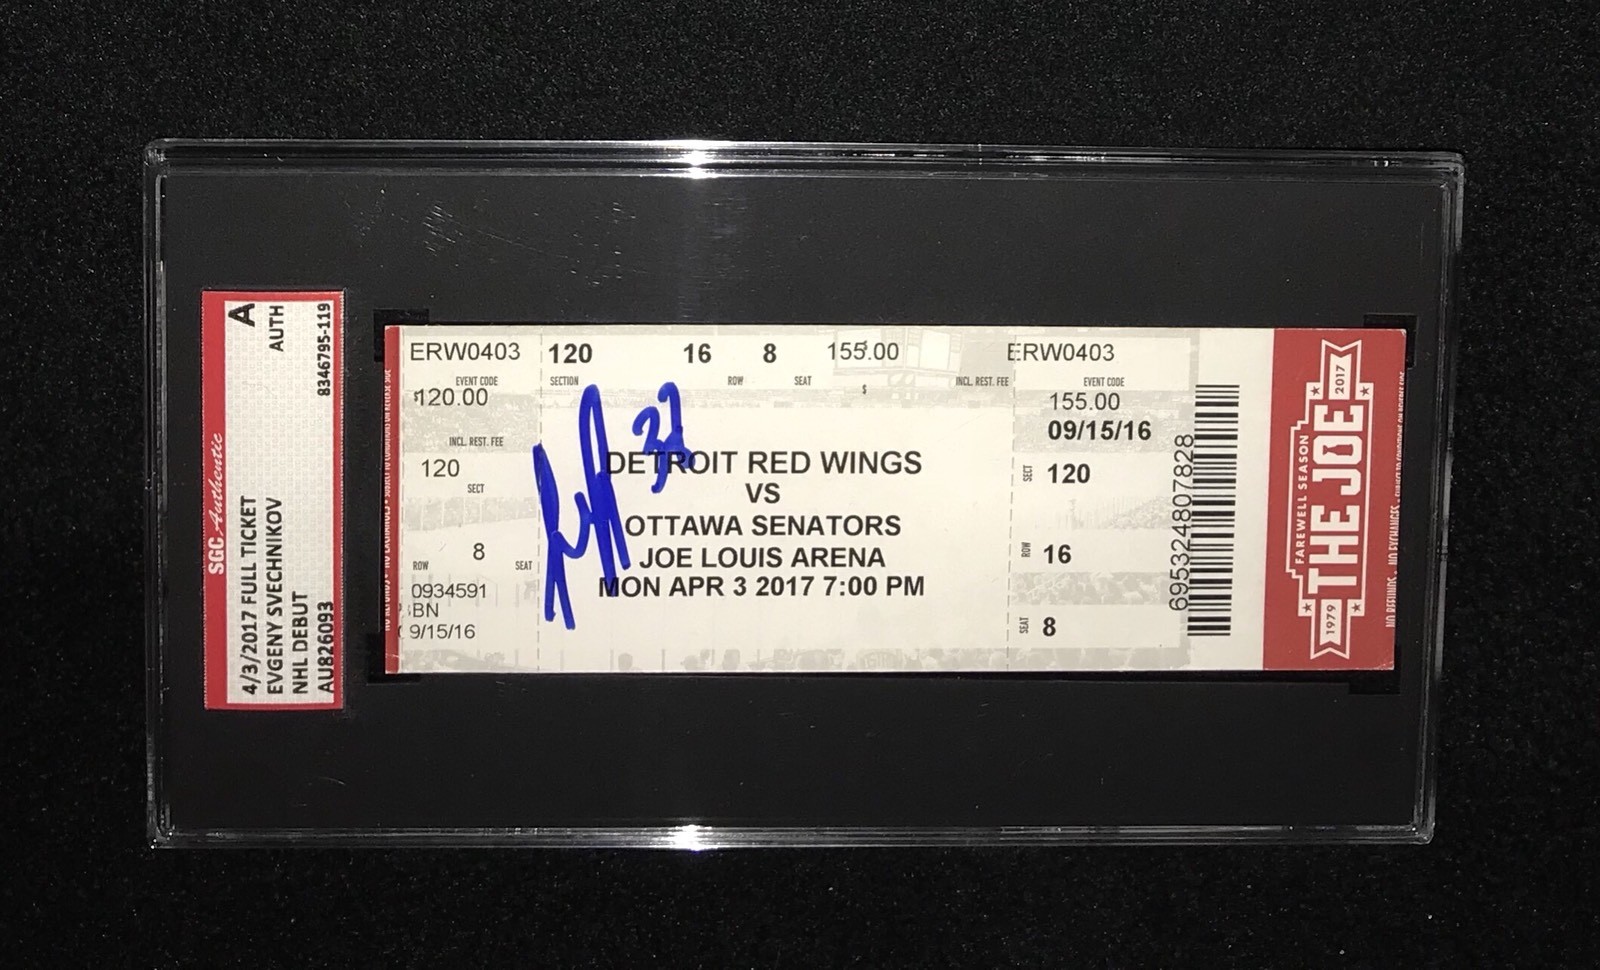 SGC Authentic
4/3/2017 FULL TICKET
EVGENY SVECHNIKOV
NHL DEBUT
AU826093
A
AUTH
8346795-119
ERW0403
EVENT CODE
$120.00
INCL. REST. FEE
120
SECT
8
ROW
SEAT
0934591
BN
9/15/16
120 16 8 155.00
SECTION ROW SEAT $ INCL. REST. FEE
DETROIT RED WINGS
VS
OTTAWA SENATORS
JOE LOUIS ARENA
MON APR 3 2017 7:00 PM
ERW0403
EVENT CODE
155.00
09/15/16
SECT 120
ROW 16
SEAT 8
695324807828
FAREWELL SEASON
THE JOE
1979
2017